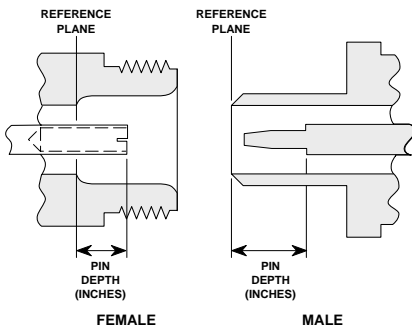 REFERENCE
PLANE
REFERENCE
PLANE
PIN
DEPTH
(INCHES)
PIN
DEPTH
(INCHES)
FEMALE
MALE